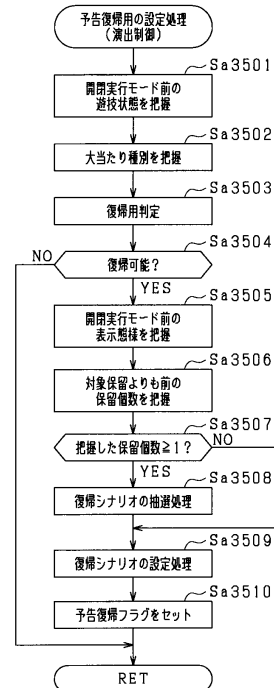 予告復帰用の設定処理
(演出制御)
Sa3501
開閉実行モード前の
遊技状態を把握
Sa3502
大当たり種別を把握
Sa3503
復帰用判定
Sa3504
NO
復帰可能?
YES
Sa3505
開閉実行モード前の
表示態様を把握
Sa3506
対象保留よりも前の
保留個数を把握
Sa3507
把握した保留個数≧1?
NO
YES
Sa3508
復帰シナリオの抽選処理
Sa3509
復帰シナリオの設定処理
Sa3510
予告復帰フラグをセット
RET